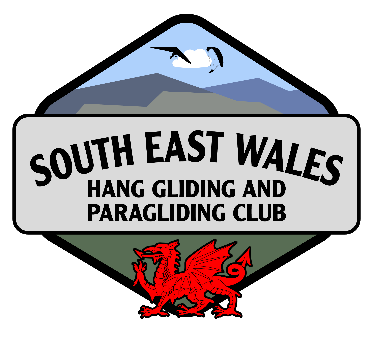 SOUTH EAST WALES
HANG GLIDING AND
PARAGLIDING CLUB